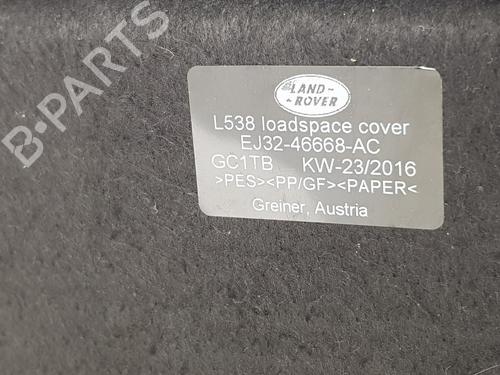 B-PARTS
LAND-
-ROVER
L538 loadspace cover
EJ32-46668-AC
GC1TB KW-23/2016
>PES><PP/GF><PAPER<
Greiner, Austria